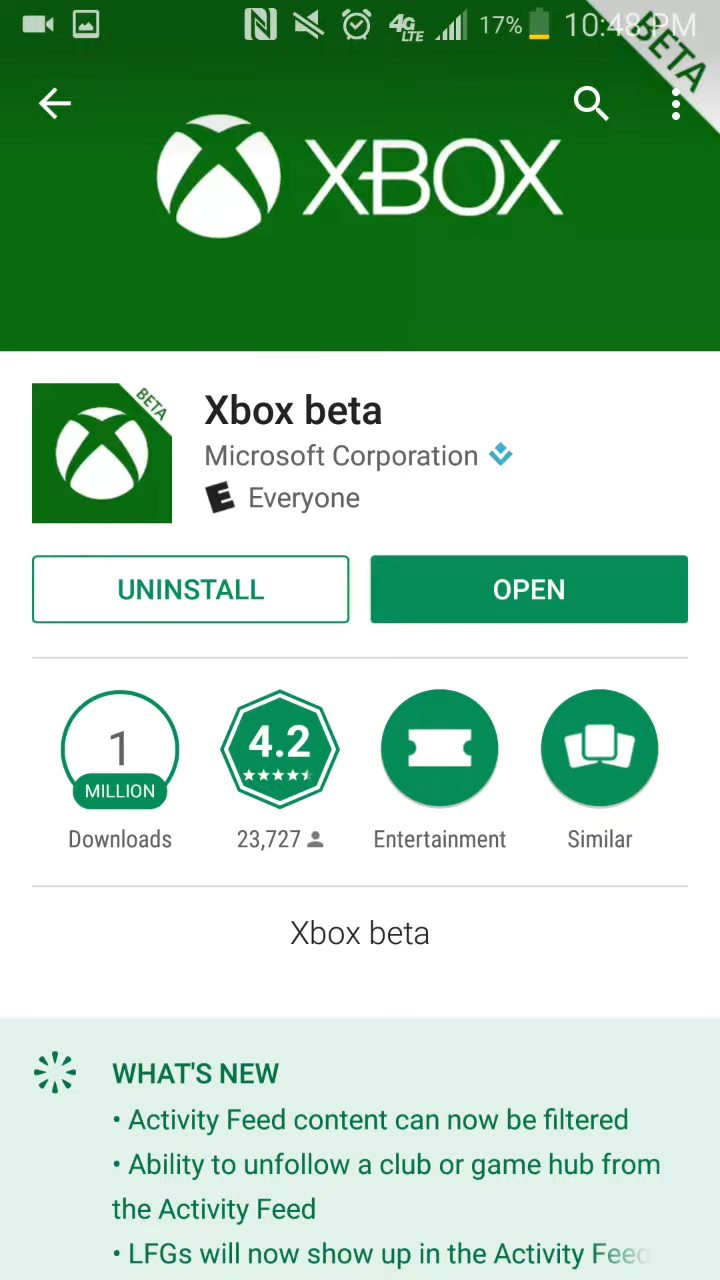 4G LTE 17% 10:48 PM
BETA
XBOX
BETA
Xbox beta
Microsoft Corporation
E Everyone
UNINSTALL OPEN
1 4.2
MILLION
Downloads 23,727 Entertainment Similar
Xbox beta
WHAT'S NEW
• Activity Feed content can now be filtered
• Ability to unfollow a club or game hub from
the Activity Feed
• LFGs will now show up in the Activity Feed